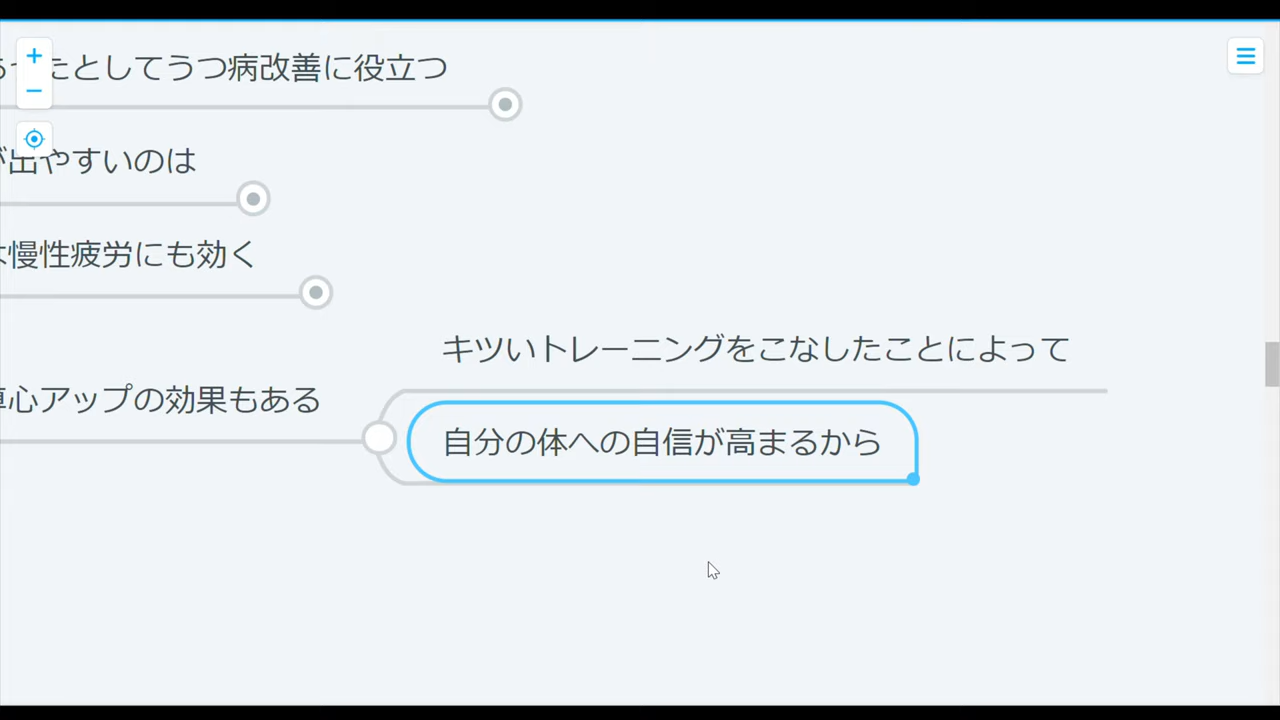 たとしてうつ病改善に役立つ
出やすいのは
慢性疲労にも効く
キツいトレーニングをこなしたことによって
心アップの効果もある
自分の体への自信が高まるから